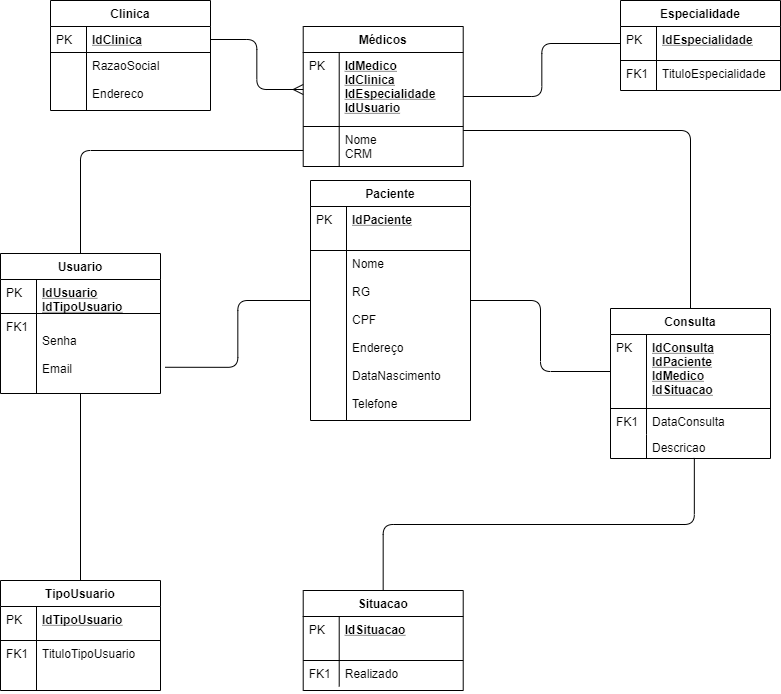 Clinica
PK IdClinica
RazaoSocial
Endereco
Médicos
PK IdMedico
IdClinica
IdEspecialidade
IdUsuario
Nome
CRM
Especialidade
PK IdEspecialidade
FK1 TituloEspecialidade
Paciente
PK IdPaciente
Nome
RG
CPF
Endereço
DataNascimento
Telefone
Usuario
PK IdUsuario
IdTipoUsuario
FK1
Senha
Email
Consulta
PK IdConsulta
IdPaciente
IdMedico
IdSituacao
FK1 DataConsulta
Descricao
TipoUsuario
PK IdTipoUsuario
FK1 TituloTipoUsuario
Situacao
PK IdSituacao
FK1 Realizado